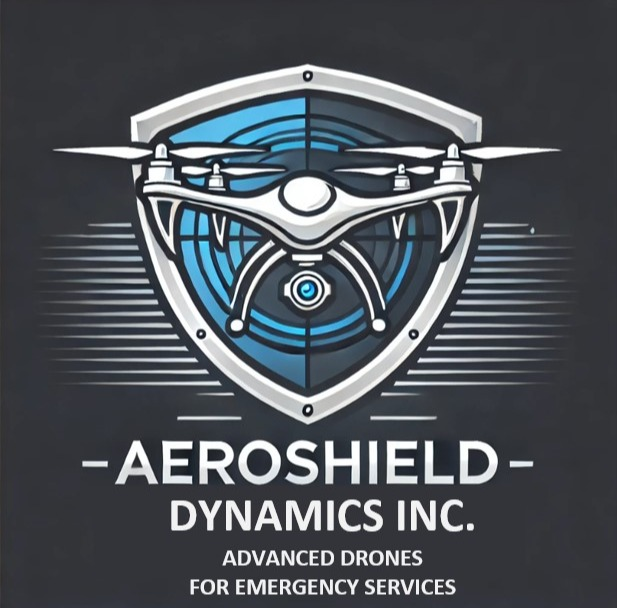 -AEROSHIELD-
DYNAMICS INC.
ADVANCED DRONES
FOR EMERGENCY SERVICES